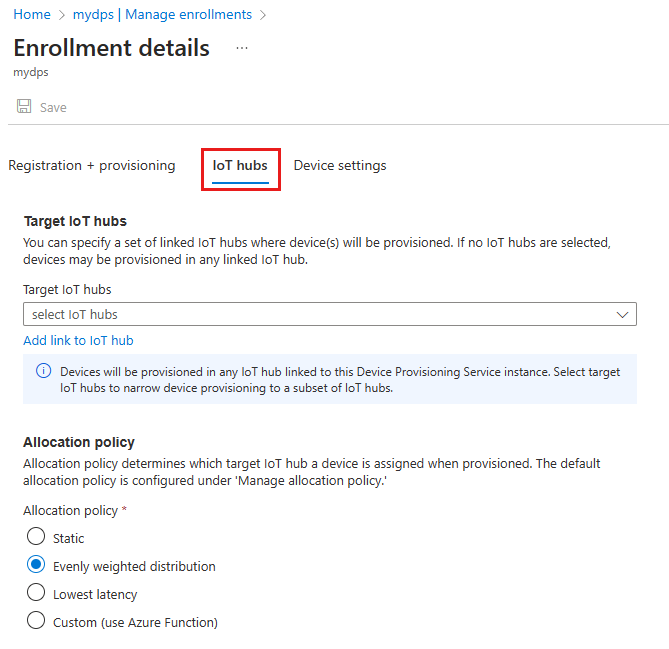 Home > mydps | Manage enrollments >
Enrollment details ...
mydps
Save
Registration + provisioning IoT hubs Device settings
Target IoT hubs
You can specify a set of linked IoT hubs where device(s) will be provisioned. If no IoT hubs are selected,
devices may be provisioned in any linked IoT hub.
Target IoT hubs
select IoT hubs
Add link to IoT hub
Devices will be provisioned in any IoT hub linked to this Device Provisioning Service instance. Select target
IoT hubs to narrow device provisioning to a subset of IoT hubs.
Allocation policy
Allocation policy determines which target IoT hub a device is assigned when provisioned. The default
allocation policy is configured under 'Manage allocation policy.'
Allocation policy *
Static
Evenly weighted distribution
Lowest latency
Custom (use Azure Function)